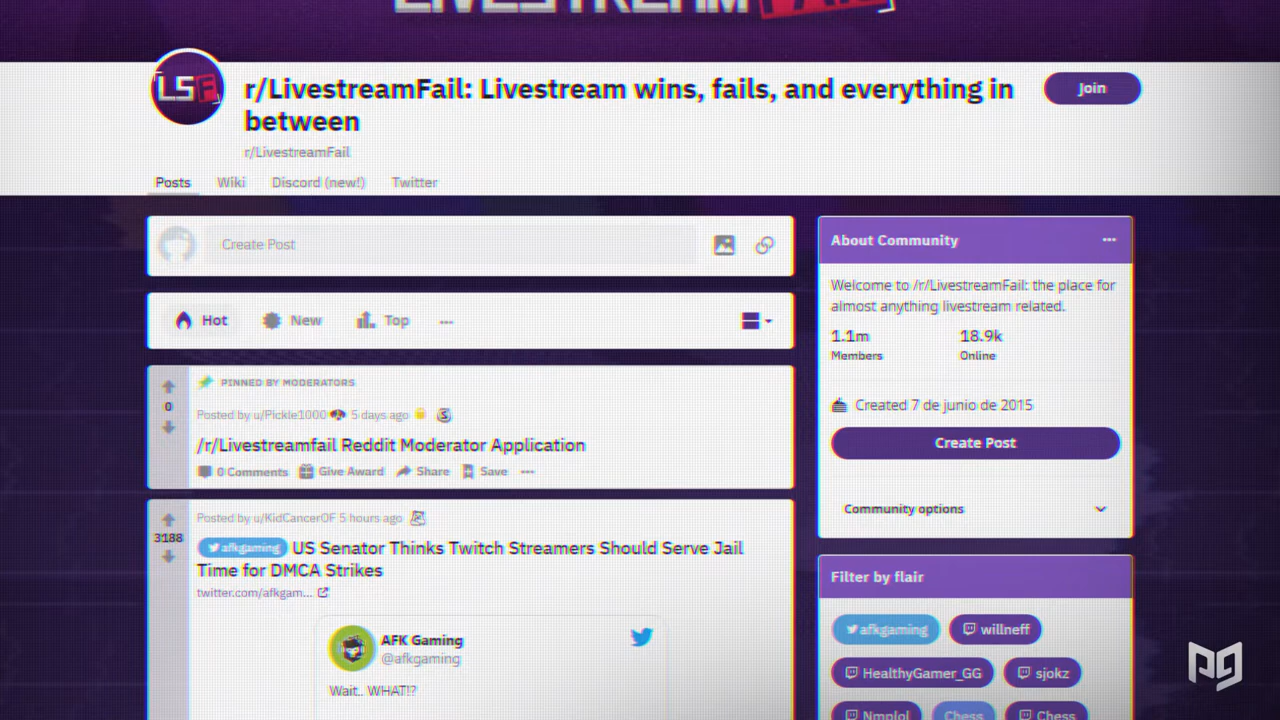 LIVESTREAM FAIL
LSF
r/LivestreamFail: Livestream wins, fails, and everything in
between
Join
r/LivestreamFail
Posts Wiki Discord (new!) Twitter
Create Post
Hot New Top ...
PINNED BY MODERATORS
0
Posted by u/Pickle1000 5 days ago
/r/Livestreamfail Reddit Moderator Application
0 Comments Give Award Share Save ...
3188
Posted by u/KidCancerOF 5 hours ago
afkgaming US Senator Thinks Twitch Streamers Should Serve Jail
Time for DMCA Strikes
twitter.com/afkgam...
AFK Gaming
@afkgaming
Wait.. WHAT!?
About Community ...
Welcome to /r/LivestreamFail: the place for
almost anything livestream related.
1.1m 18.9k
Members Online
Created 7 de junio de 2015
Create Post
Community options
Filter by flair
afkgaming willneff
HealthyGamer_GG sjokz
Nmplol Chess Chess
PG